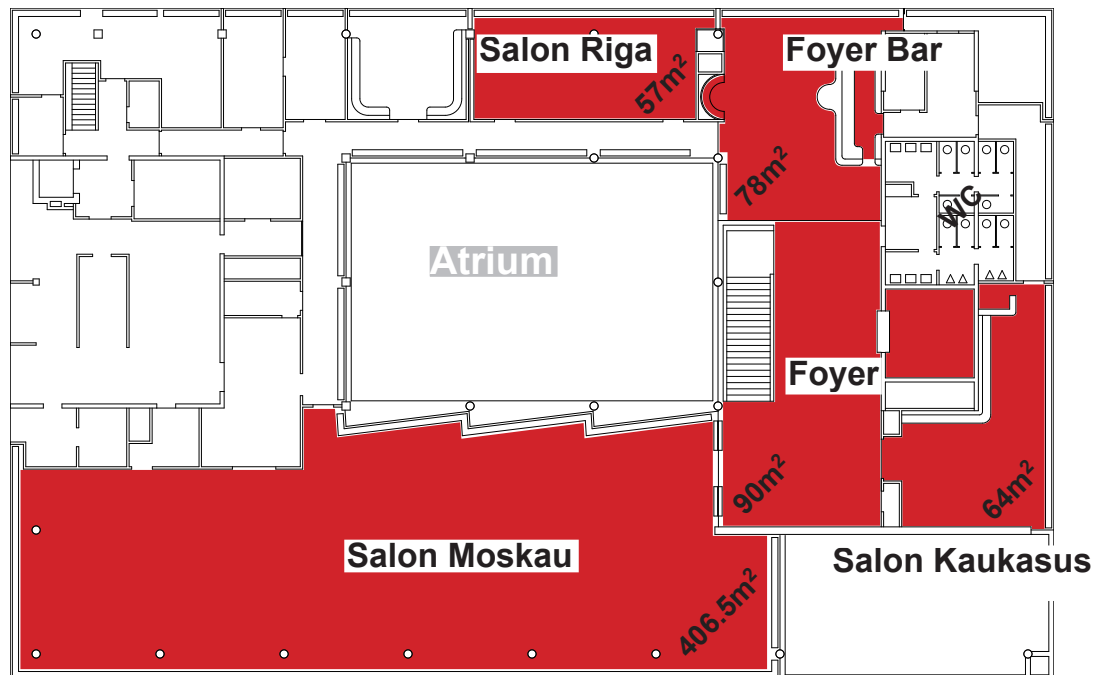 Salon Riga
57m²
Foyer Bar
78m²
WC
Atrium
Foyer
90m²
64m²
Salon Moskau
406.5m²
Salon Kaukasus